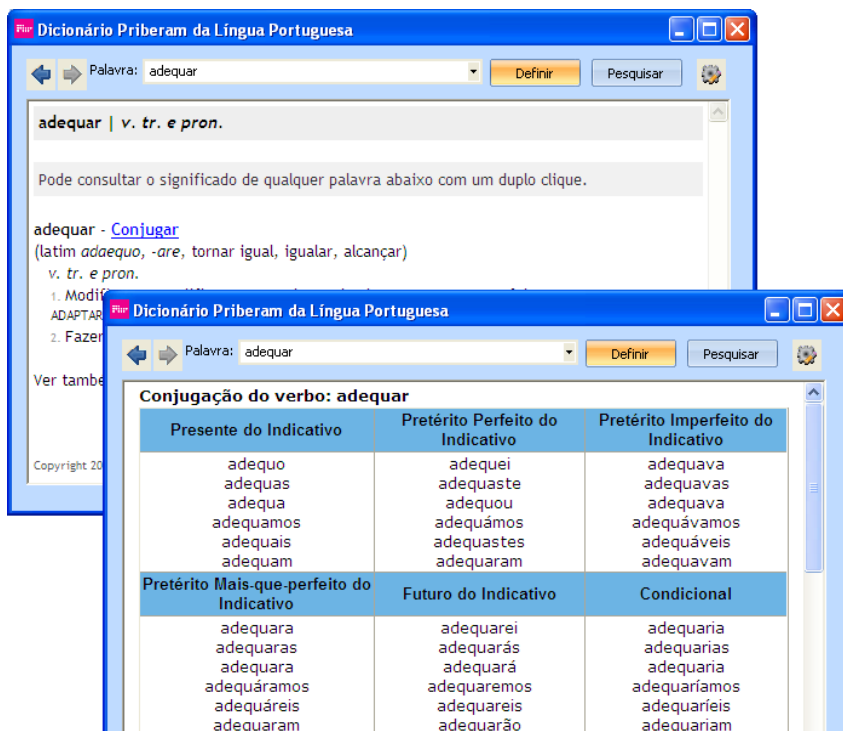 Dicionário Priberam da Língua Portuguesa
Palavra: adequar Definir Pesquisar
adequar | v. tr. e pron.
Pode consultar o significado de qualquer palavra abaixo com um duplo clique.
adequar - Conjugar
(latim adaequo, -are, tornar igual, igualar, alcançar)
v. tr. e pron.
1.
ADAPTAR
2. Fazer
Ver
Copyright
Dicionário Priberam da Língua Portuguesa
Palavra: adequar Definir Pesquisar
Conjugação do verbo: adequar
Presente do Indicativo
adequo
adequas
adequa
adequamos
adequais
adequam
Pretérito Perfeito do
Indicativo
adequei
adequaste
adequou
adequámos
adequastes
adequaram
Pretérito Imperfeito do
Indicativo
adequava
adequavas
adequava
adequávamos
adequáveis
adequavam
Pretérito Mais-que-perfeito do
Indicativo
adequara
adequaras
adequara
adequáramos
adequáreis
adequaram
Futuro do Indicativo
adequarei
adequarás
adequará
adequaremos
adequareis
adequarão
Condicional
adequaria
adequarias
adequaria
adequaríamos
adequaríeis
adequariam